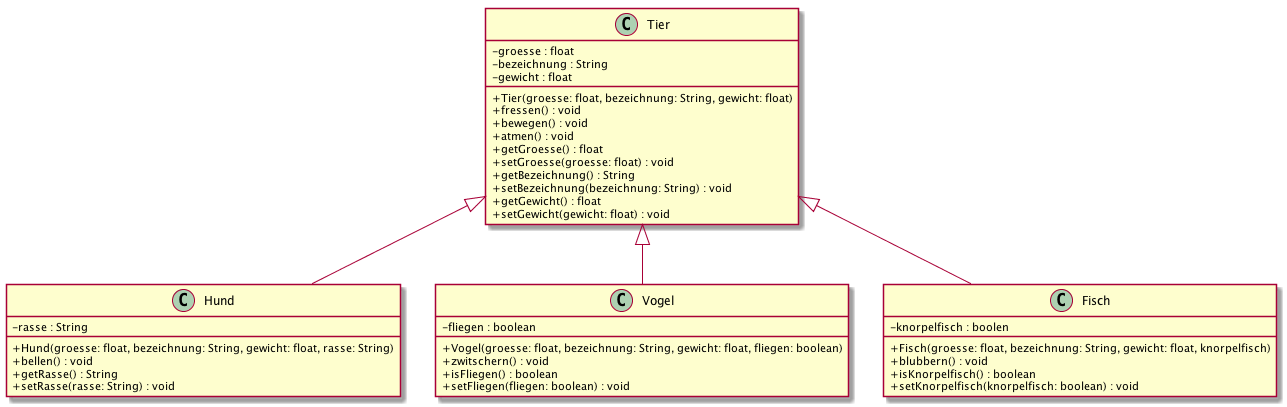 C Tier
-groesse : float
-bezeichnung : String
-gewicht : float
+Tier(groesse: float, bezeichnung: String, gewicht: float)
+fressen() : void
+bewegen() : void
+atmen() : void
+getGroesse() : float
+setGroesse(groesse: float) : void
+getBezeichnung() : String
+setBezeichnung(bezeichnung: String) : void
+getGewicht() : float
+setGewicht(gewicht: float) : void
C Hund
-rasse : String
+Hund(groesse: float, bezeichnung: String, gewicht: float, rasse: String)
+bellen() : void
+getRasse() : String
+setRasse(rasse: String) : void
C Vogel
-fliegen : boolean
+Vogel(groesse: float, bezeichnung: String, gewicht: float, fliegen: boolean)
+zwitschern() : void
+isFliegen() : boolean
+setFliegen(fliegen: boolean) : void
C Fisch
-knorpelfisch : boolen
+Fisch(groesse: float, bezeichnung: String, gewicht: float, knorpelfisch)
+blubbern() : void
+isKnorpelfisch() : boolean
+setKnorpelfisch(knorpelfisch: boolean) : void